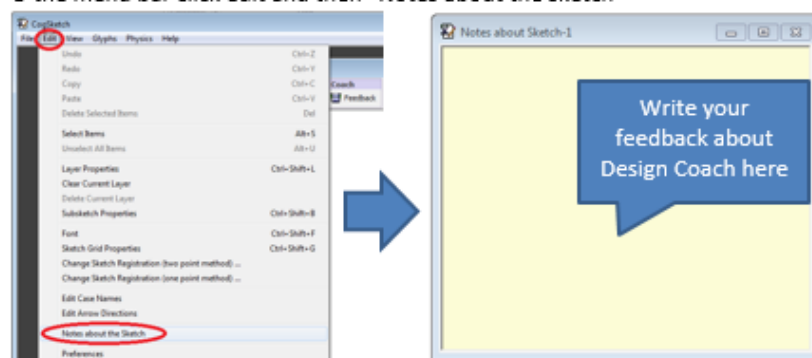 the menu bar click edit and then "Notes about the Sketch"
CogSketch
File Edit View Glyphs Physics Help
Undo Ctrl+Z
Redo Ctrl+Y
Copy Ctrl+C
Paste Ctrl+V
Delete Selected Items Del
Select Items Alt+S
Unselect All Items Alt+U
Layer Properties Ctrl+Shift+L
Clear Current Layer
Delete Current Layer
Subsketch Properties Ctrl+Shift+B
Font Ctrl+Shift+F
Sketch Grid Properties Ctrl+Shift+G
Change Sketch Registration (two point method) ...
Change Sketch Registration (one point method) ...
Edit Case Names
Edit Arrow Directions
Notes about the Sketch
Preferences
Coach
Feedback
Notes about Sketch-1
Write your
feedback about
Design Coach here